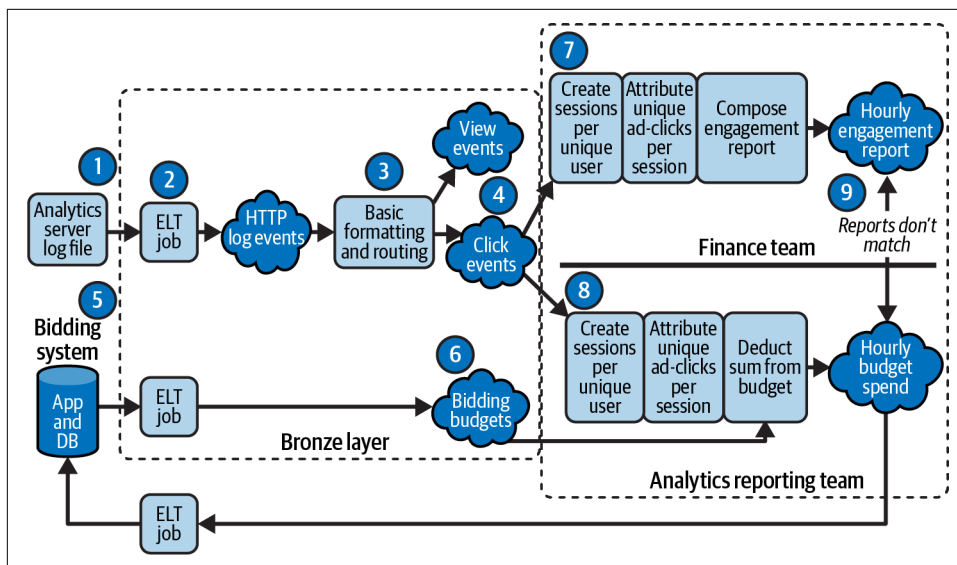 7
Create
sessions
per
unique
user
Attribute
unique
ad-clicks
per
session
Compose
engagement
report
Hourly
engagement
report
View
events
1
2
3
4
9
Analytics
server
log file
ELT
job
HTTP
log events
Basic
formatting
and routing
Click
events
Reports don't
match
Finance team
5
Bidding
system
App
and
DB
ELT
job
6
Bidding
budgets
8
Create
sessions
per
unique
user
Attribute
unique
ad-clicks
per
session
Deduct
sum from
budget
Hourly
budget
spend
Bronze layer
Analytics reporting team
ELT
job